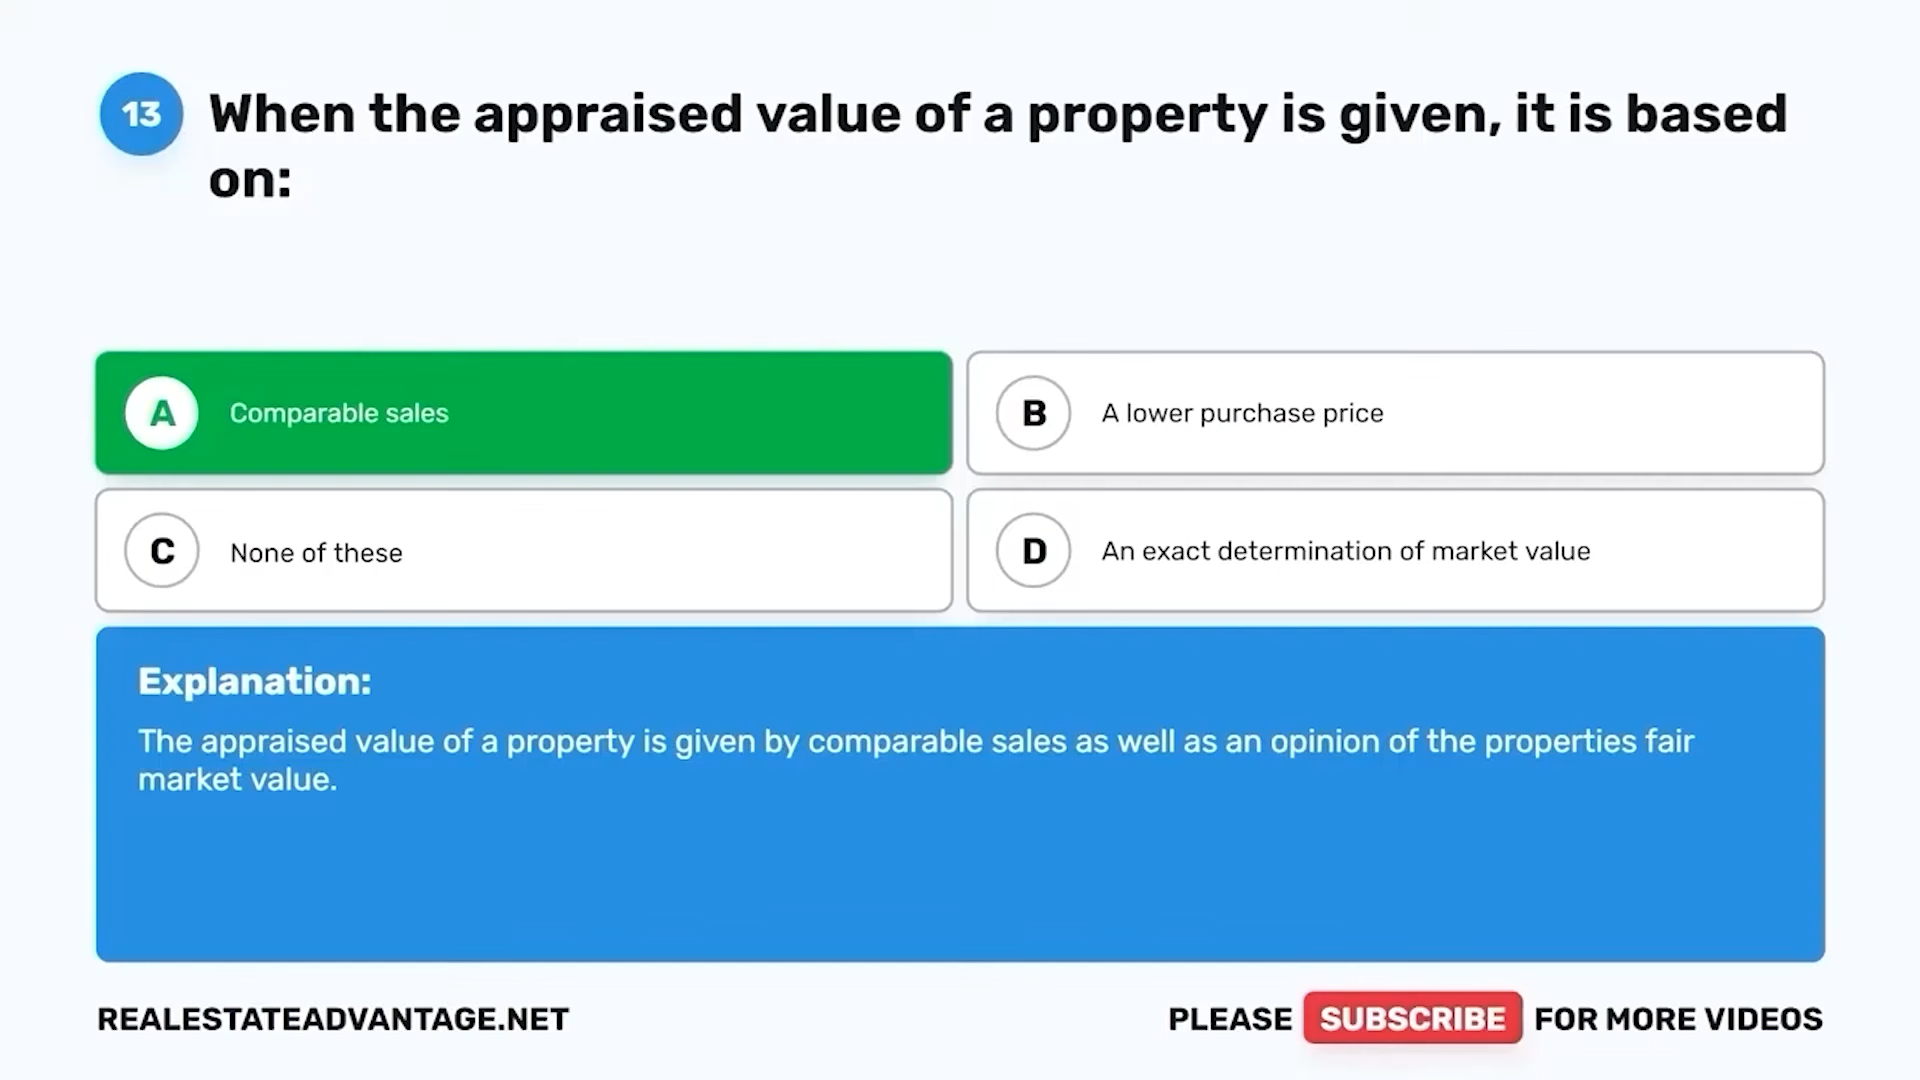 13
When the appraised value of a property is given, it is based
on:
A Comparable sales
B A lower purchase price
C None of these
D An exact determination of market value
Explanation:
The appraised value of a property is given by comparable sales as well as an opinion of the properties fair
market value.
REALESTATEADVANTAGE.NET
PLEASE SUBSCRIBE FOR MORE VIDEOS